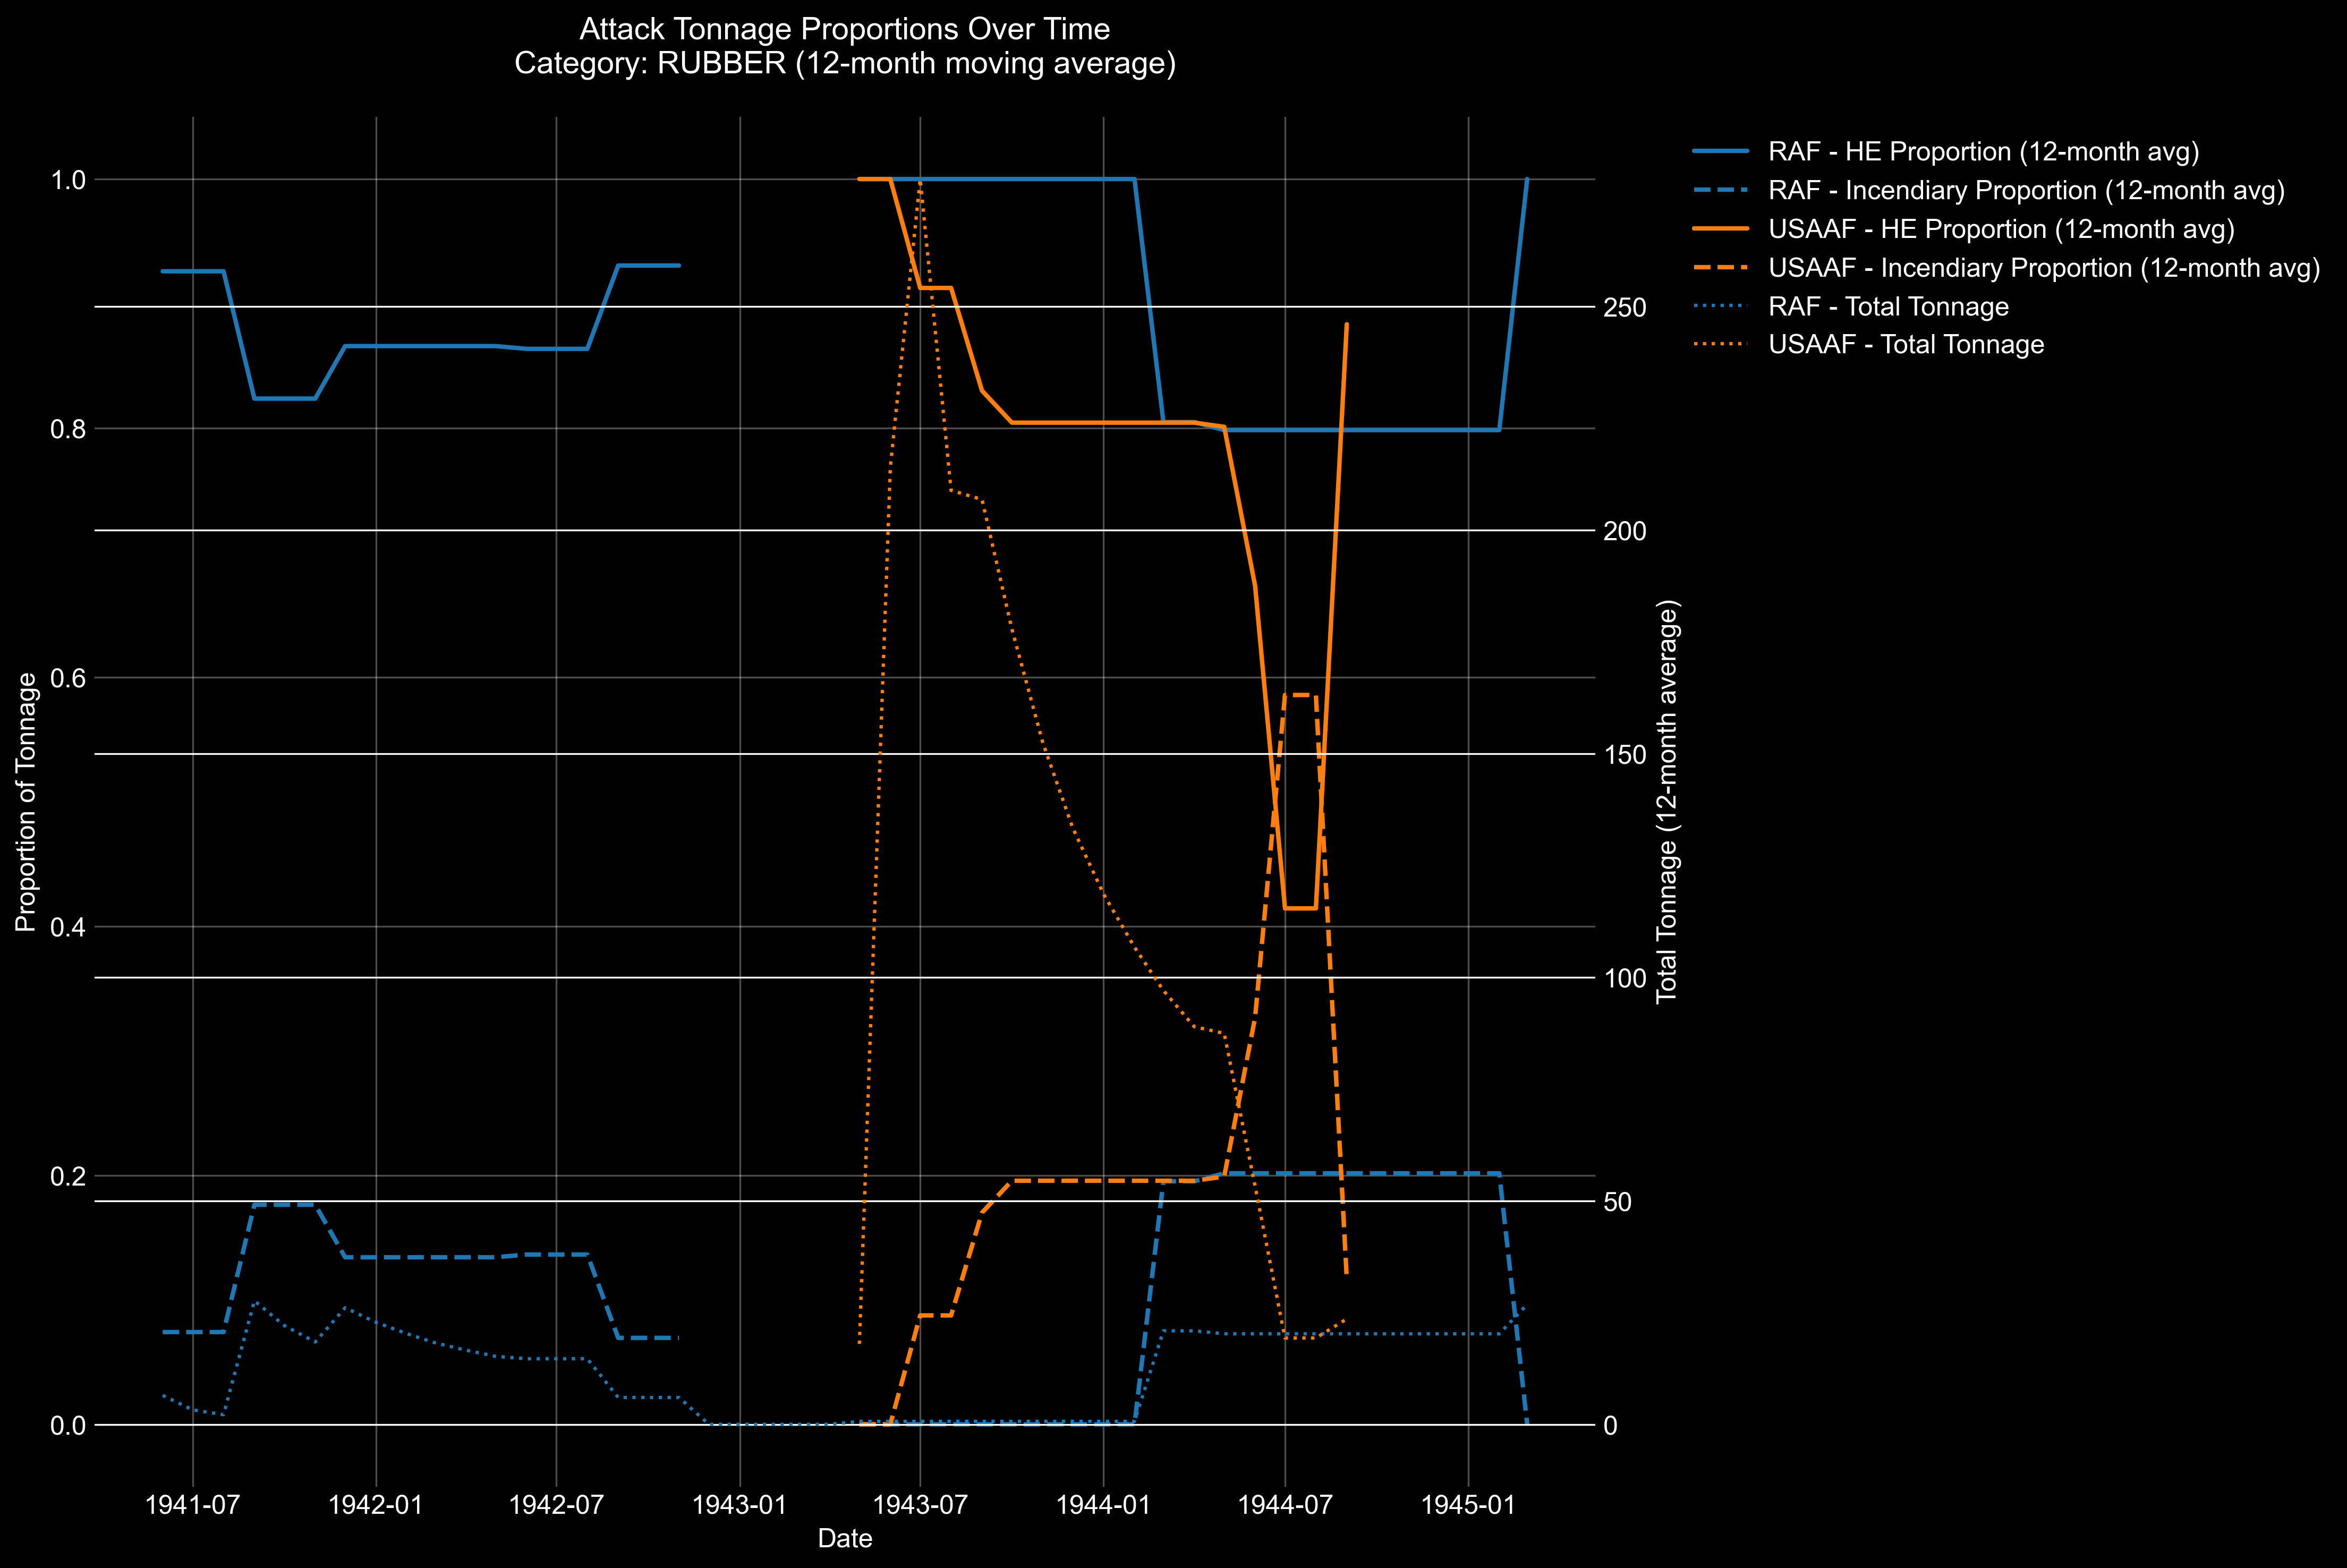 Attack Tonnage Proportions Over Time
Category: RUBBER (12-month moving average)
RAF - HE Proportion (12-month avg)
RAF - Incendiary Proportion (12-month avg)
USAAF - HE Proportion (12-month avg)
USAAF - Incendiary Proportion (12-month avg)
RAF - Total Tonnage
USAAF - Total Tonnage
Proportion of Tonnage
1.0
0.8
0.6
0.4
0.2
0.0
250
200
150
100
50
0
Total Tonnage (12-month average)
1941-07 1942-01 1942-07 1943-01 1943-07 1944-01 1944-07 1945-01
Date